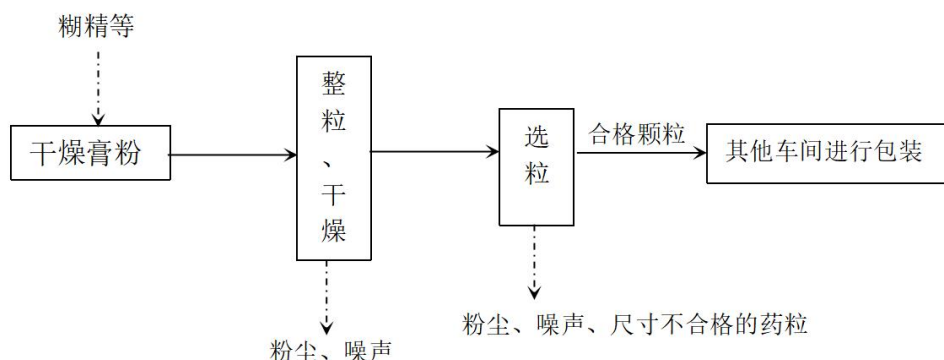 糊精等
干燥膏粉
整粒、干燥
选粒
合格颗粒
其他车间进行包装
粉尘、噪声、尺寸不合格的药粒
粉尘、噪声